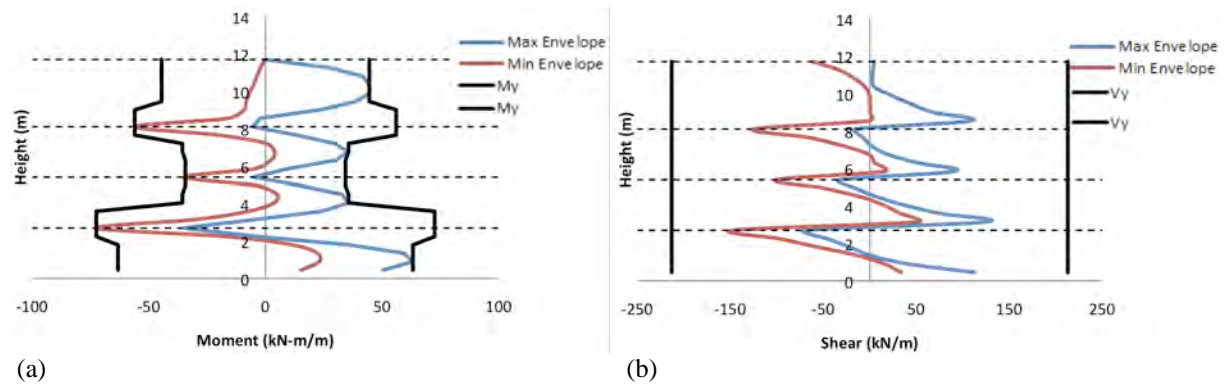 14
12
10
8
6
4
2
0
-100
-50
0
50
100
Height (m)
Moment (kN-m/m)
Max Envelope
Min Envelope
My
My
(a)
14
12
10
8
6
4
2
0
-250
-150
-50
50
150
250
Height (m)
Shear (kN/m)
Max Envelope
Min Envelope
Vy
Vy
(b)